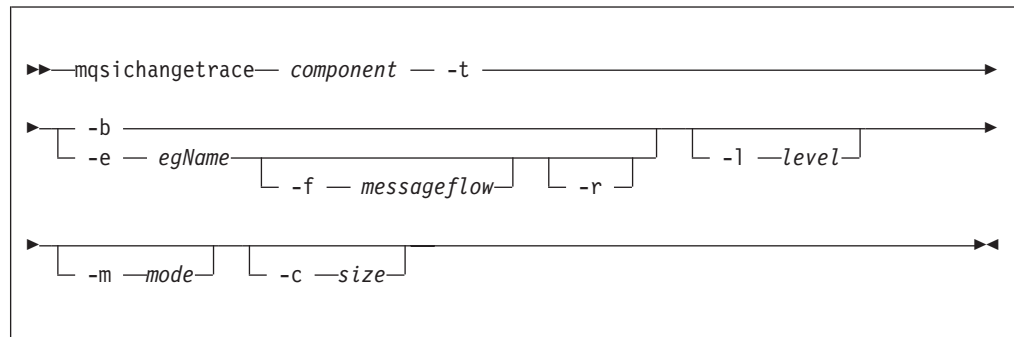 mqsichangetrace component -t
-b
-e egName -l level
-f messageflow -r
-m mode -c size